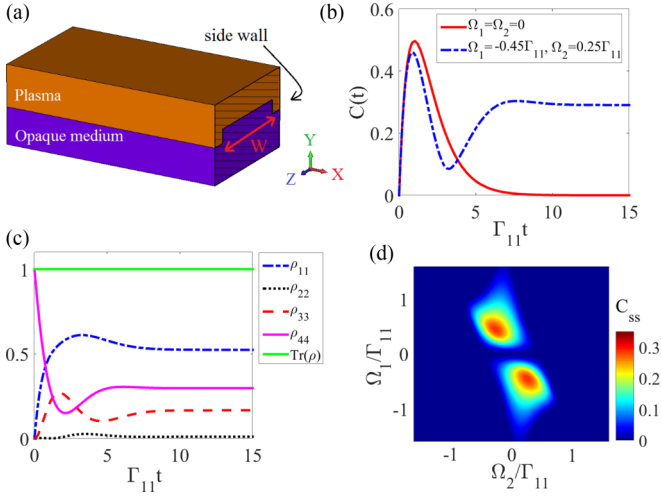 (a)
side wall
Plasma
Opaque medium
W
Y
Z
X
(b)
C(t)
0.6
0.4
0.2
0
Ω₁=Ω₂=0
Ω₁=-0.45Γ₁₁, Ω₂=0.25Γ₁₁
0 5 10 15
Γ₁₁t
(c)
1
0.5
0
0 5 10 15
Γ₁₁t
ρ₁₁
ρ₂₂
ρ₃₃
ρ₄₄
Tr(ρ)
(d)
Ω₁/Γ₁₁
1
0
-1
-1 0 1
Ω₂/Γ₁₁
Cₛₛ
0.3
0.2
0.1
0